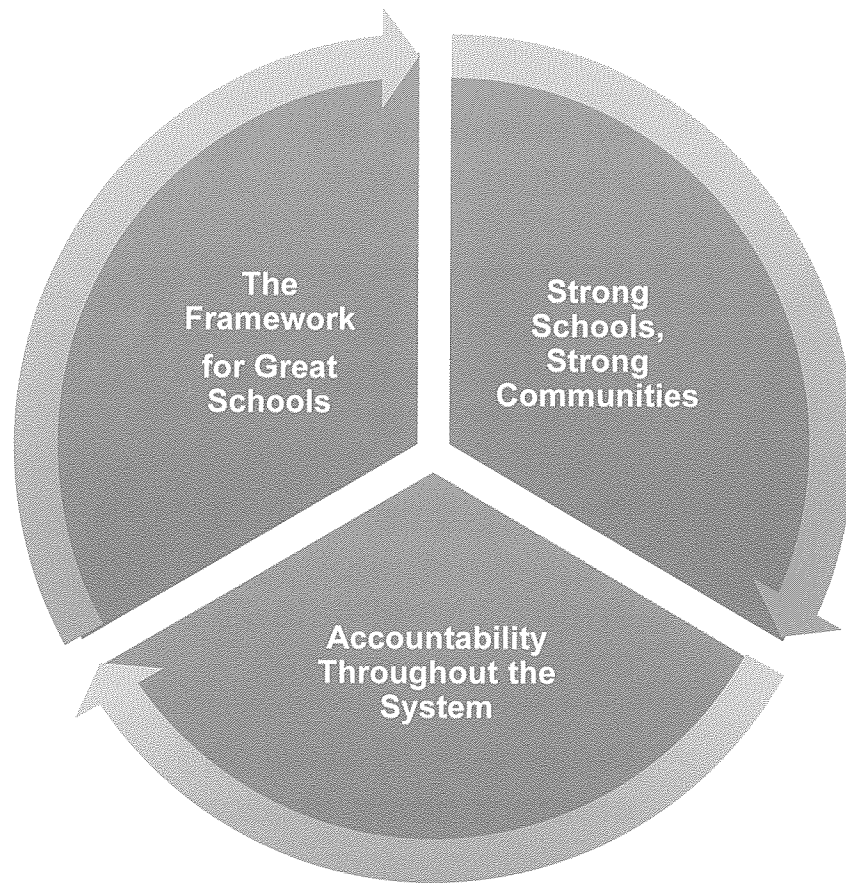 The
Framework
for Great
Schools
Strong
Schools,
Strong
Communities
Accountability
Throughout the
System